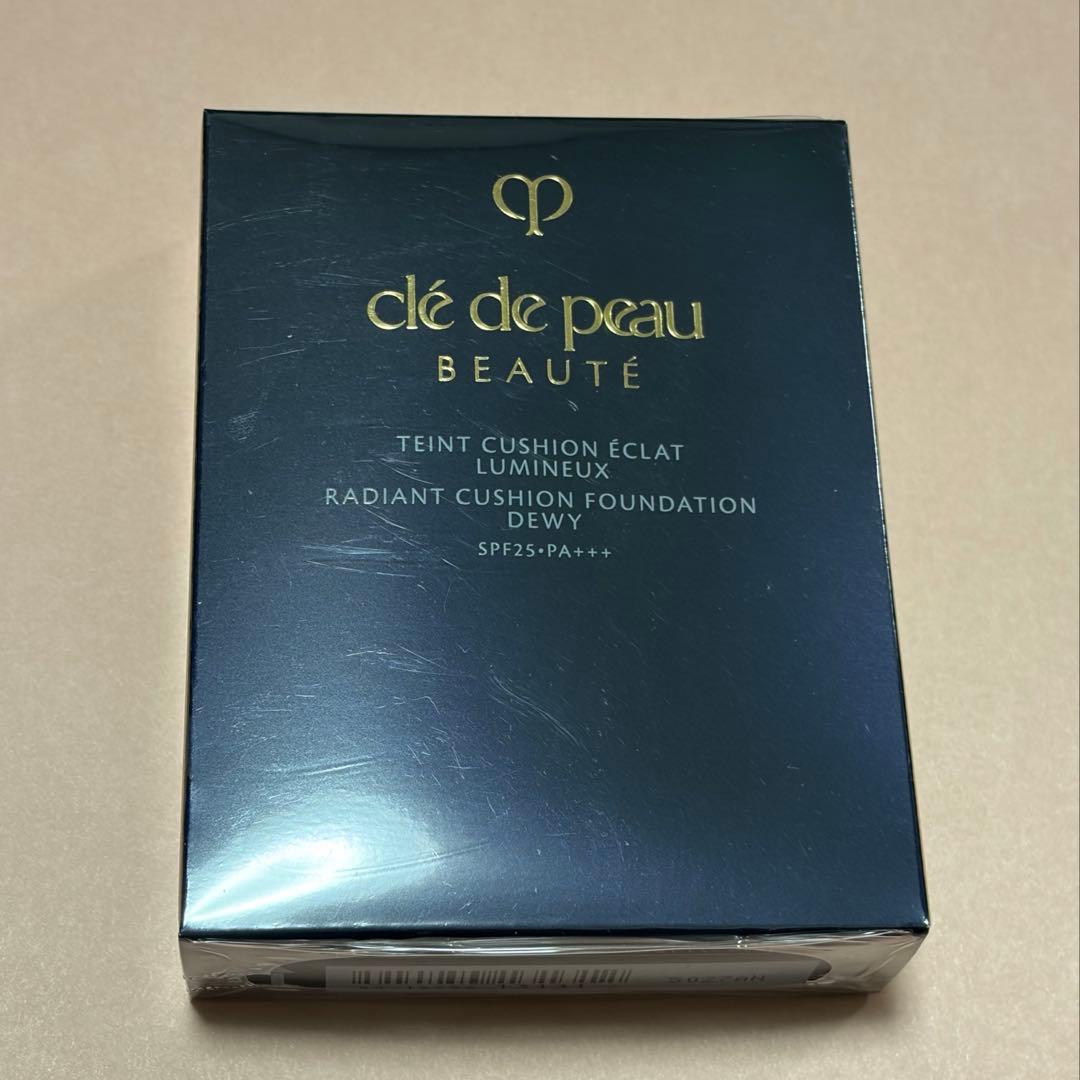 clé de peau
BEAUTÉ
TEINT CUSHION ÉCLAT
LUMINEUX
RADIANT CUSHION FOUNDATION
DEWY
SPF25•PA+++